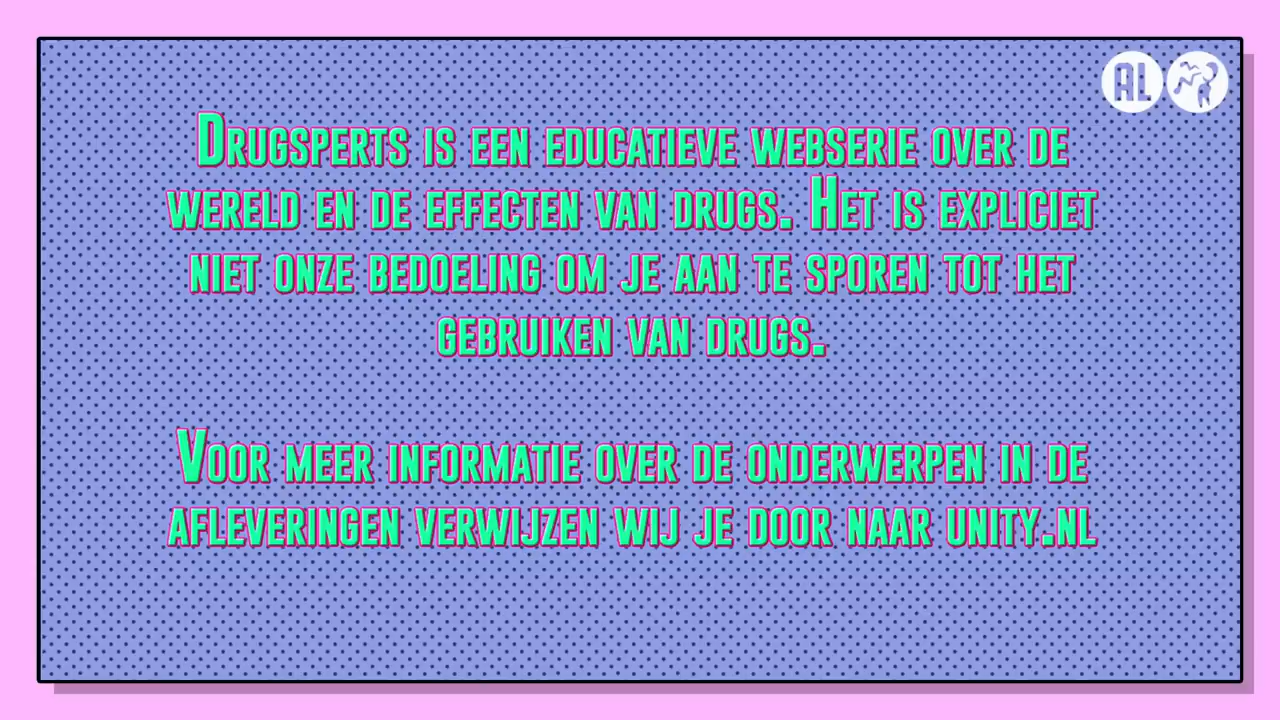 AL
Drugsperts is een educatieve webserie over de
wereld en de effecten van drugs. Het is expliciet
niet onze bedoeling om je aan te sporen tot het
gebruiken van drugs.
Voor meer informatie over de onderwerpen in de
afleveringen verwijzen wij je door naar unity.nl